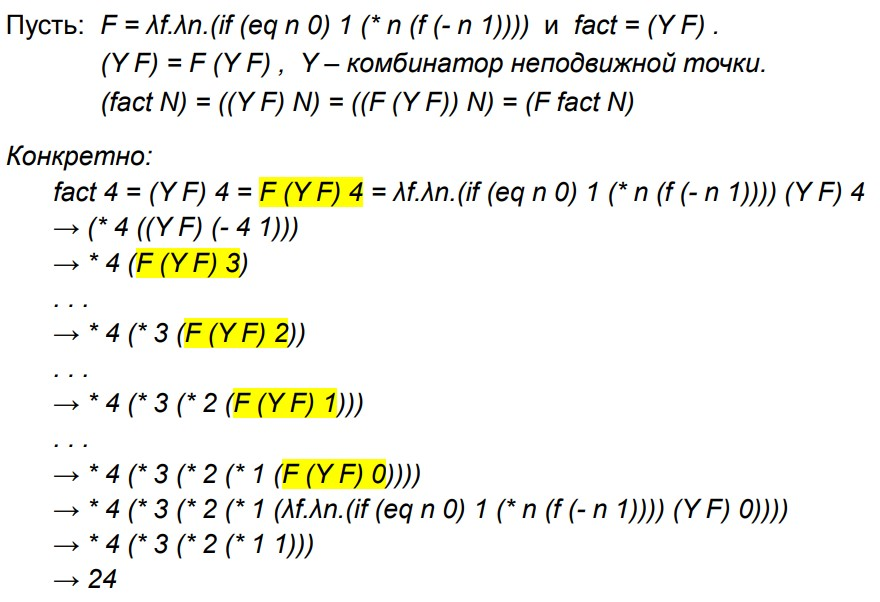 Пусть: F = λf.λn.(if (eq n 0) 1 (* n (f (- n 1)))) и fact = (Y F) .
(Y F) = F (Y F) , Y – комбинатор неподвижной точки.
(fact N) = ((Y F) N) = ((F (Y F)) N) = (F fact N)
Конкретно:
fact 4 = (Y F) 4 = F (Y F) 4 = λf.λn.(if (eq n 0) 1 (* n (f (- n 1)))) (Y F) 4
→ (* 4 ((Y F) (- 4 1)))
→ * 4 (F (Y F) 3)
. . .
→ * 4 (* 3 (F (Y F) 2))
. . .
→ * 4 (* 3 (* 2 (F (Y F) 1)))
. . .
→ * 4 (* 3 (* 2 (* 1 (F (Y F) 0))))
→ * 4 (* 3 (* 2 (* 1 (λf.λn.(if (eq n 0) 1 (* n (f (- n 1)))) (Y F) 0))))
→ * 4 (* 3 (* 2 (* 1 1)))
→ 24